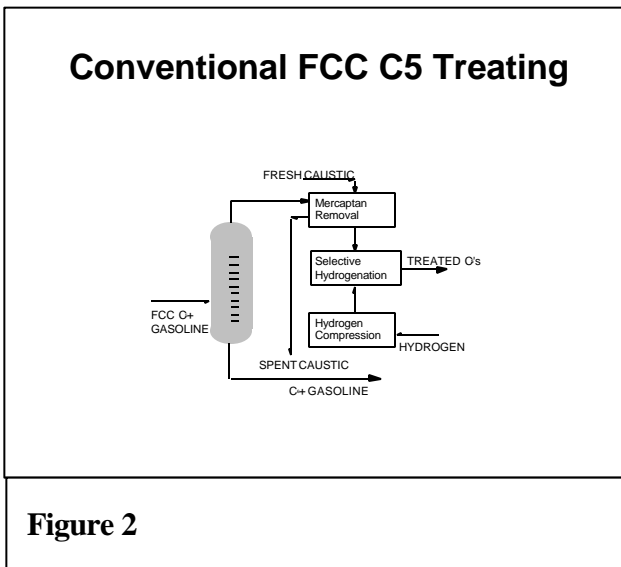 Conventional FCC C5 Treating
FRESH CAUSTIC
Mercaptan
Removal
Selective
Hydrogenation
TREATED
FCC
GASOLINE
Hydrogen
Compression
HYDROGEN
SPENT CAUSTIC
GASOLINE
Figure 2